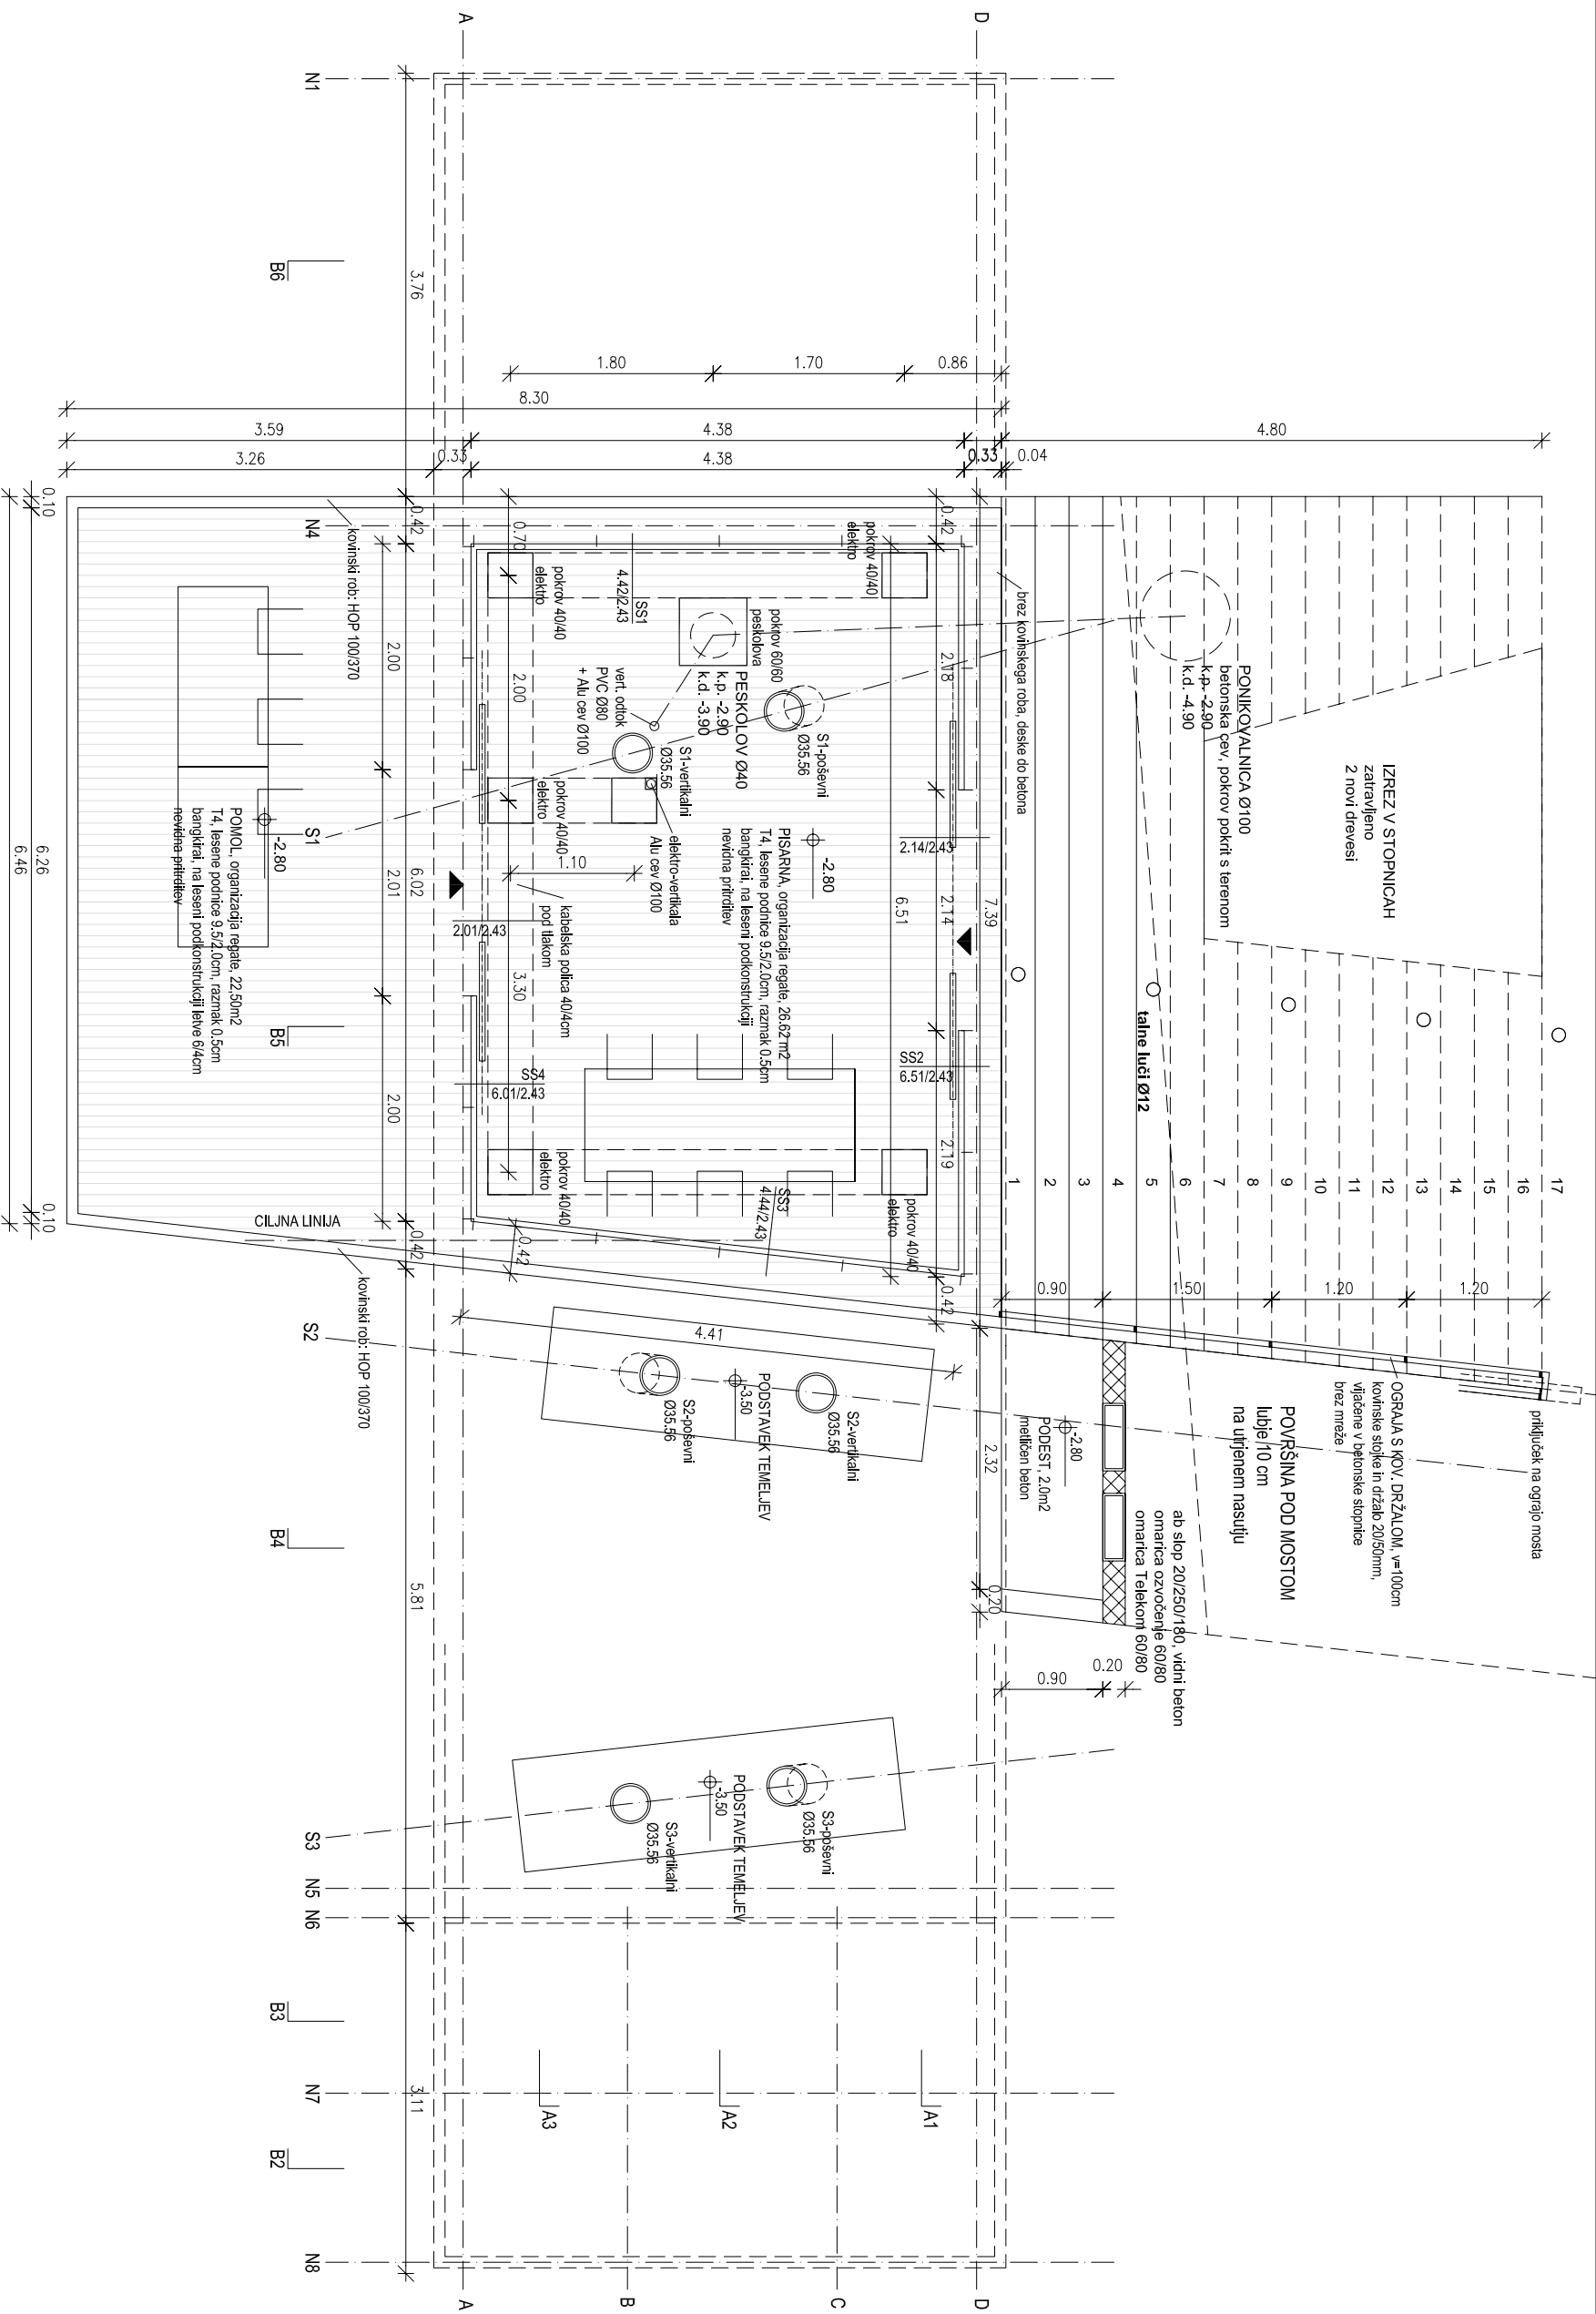 A
D
N1
B6
3.76
1.80
1.70
0.86
8.30
3.59
4.38
4.80
3.26
0.33
4.38
0.33
0.04
0.10
6.26
6.46
0.10
N4
kovinski rob: HOP 100/370
0.42
0.70
0.42
pokrov 40/40
elektro
pokrov 40/40
elektro
SS1
4.42/2.43
pokrov 60/60
peskolova
PESKOLOV Ø40
k.p. -2.90
k.d. -3.90
vert. odtok
PVC Ø80
+ Alu cev Ø100
S1-vertikalni
Ø35.56
S1-poševni
Ø35.56
brez kovinskega roba, deske do betona
2.18
2.00
2.00
PONIKOVALNICA Ø100
betonska cev, pokrov pokrit s terenom
k.p. -2.90
k.d. -4.90
IZREZ V STOPNICAH
zatravljeno
2 novi drevesi
S1
-2.80
POMOL, organizacija regate, 22,50m2
T4, lesene podnice 9.5/2.0cm, razmak 0.5cm
bangkirai, na leseni podkonstrukciji letve 6/4cm
nevidna pritrditev
6.02
2.01
pokrov 40/40
elektro
1.10
elektro-vertikala
Alu cev Ø100
kabelska polica 40/4cm
pod tlakom
2.01/2.43
3.30
-2.80
PISARNA, organizacija regate, 26.62 m2
T4, lesene podnice 9.5/2.0cm, razmak 0.5cm
bangkirai, na leseni podkonstrukciji
nevidna pritrditev
2.14/2.43
6.51
2.14
7.39
talne luči Ø12
B5
2.00
SS4
6.01/2.43
SS2
6.51/2.43
2.19
pokrov 40/40
elektro
SS3
4.44/2.43
pokrov 40/40
elektro
1
2
3
4
5
6
7
8
9
10
11
12
13
14
15
16
17
CILJNA LINIJA
0.42
0.42
0.42
kovinski rob: HOP 100/370
0.90
1.50
1.20
1.20
S2
4.41
PODSTAVEK TEMELJEV
-3.50
S2-poševni
Ø35.56
S2-vertikalni
Ø35.56
2.32
-2.80
PODEST, 2.0m2
metličen beton
POVRŠINA POD MOSTOM
lubje 10 cm
na utrjenem nasutju
OGRAJA S KOV. DRŽALOM, v=100cm
kovinske stojke in držalo 20/50mm,
vijačene v betonske stopnice
brez mreže
priključek na ograjo mosta
ab slop 20/250/180, vidni beton
omarica ozvočenje 60/80
omarica Telekom 60/80
B4
5.81
0.20
0.90
0.20
PODSTAVEK TEMELJEV
-3.50
S3-poševni
Ø35.56
S3-vertikalni
Ø35.56
S3
N5
N6
B3
N7
3.11
A3
A2
A1
B2
N8
A
B
C
D